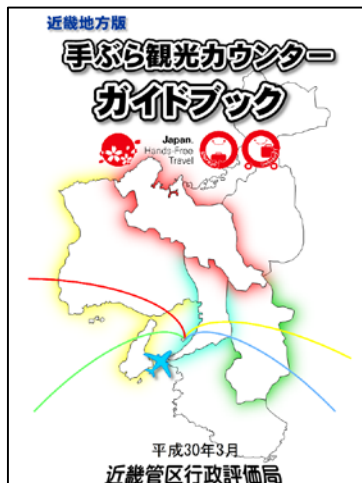 近畿地方版
手ぶら観光カウンター
ガイドブック
Japan.
Hands-Free
Travel
平成30年3月
近畿管区行政評価局